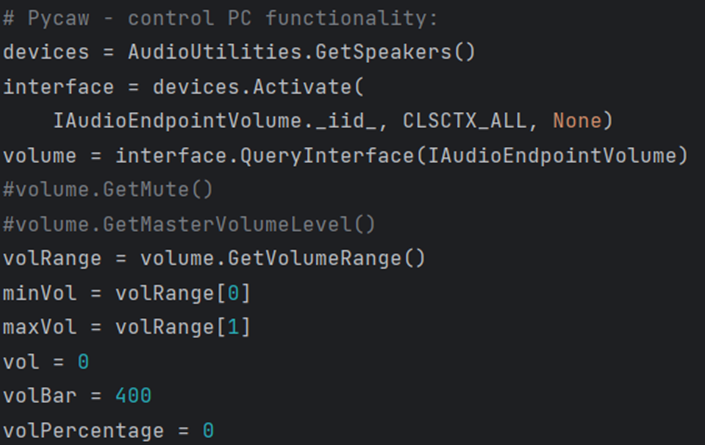 # Pycaw - control PC functionality:
devices = AudioUtilities.GetSpeakers()
interface = devices.Activate(
    IAudioEndpointVolume._iid_, CLSCTX_ALL, None)
volume = interface.QueryInterface(IAudioEndpointVolume)
#volume.GetMute()
#volume.GetMasterVolumeLevel()
volRange = volume.GetVolumeRange()
minVol = volRange[0]
maxVol = volRange[1]
vol = 0
volBar = 400
volPercentage = 0